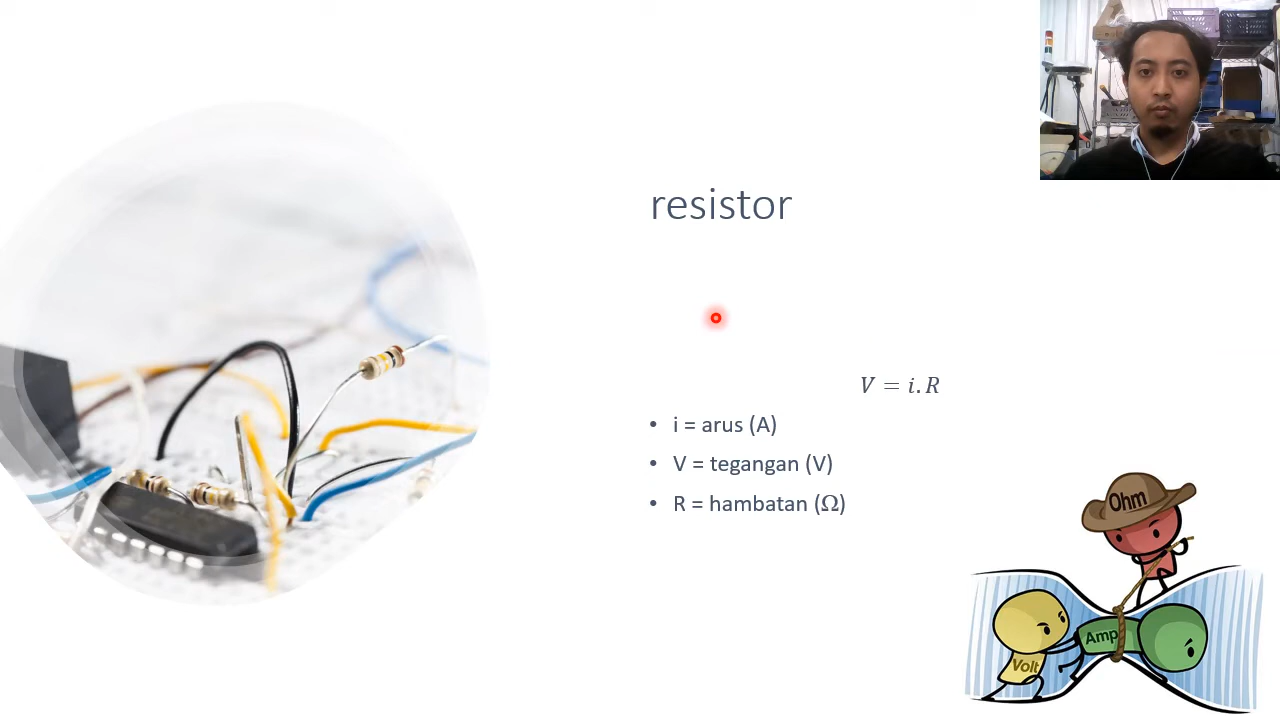 resistor
V = i.R
• i = arus (A)
• V = tegangan (V)
• R = hambatan (Ω)
Ohm
Amp
Volt